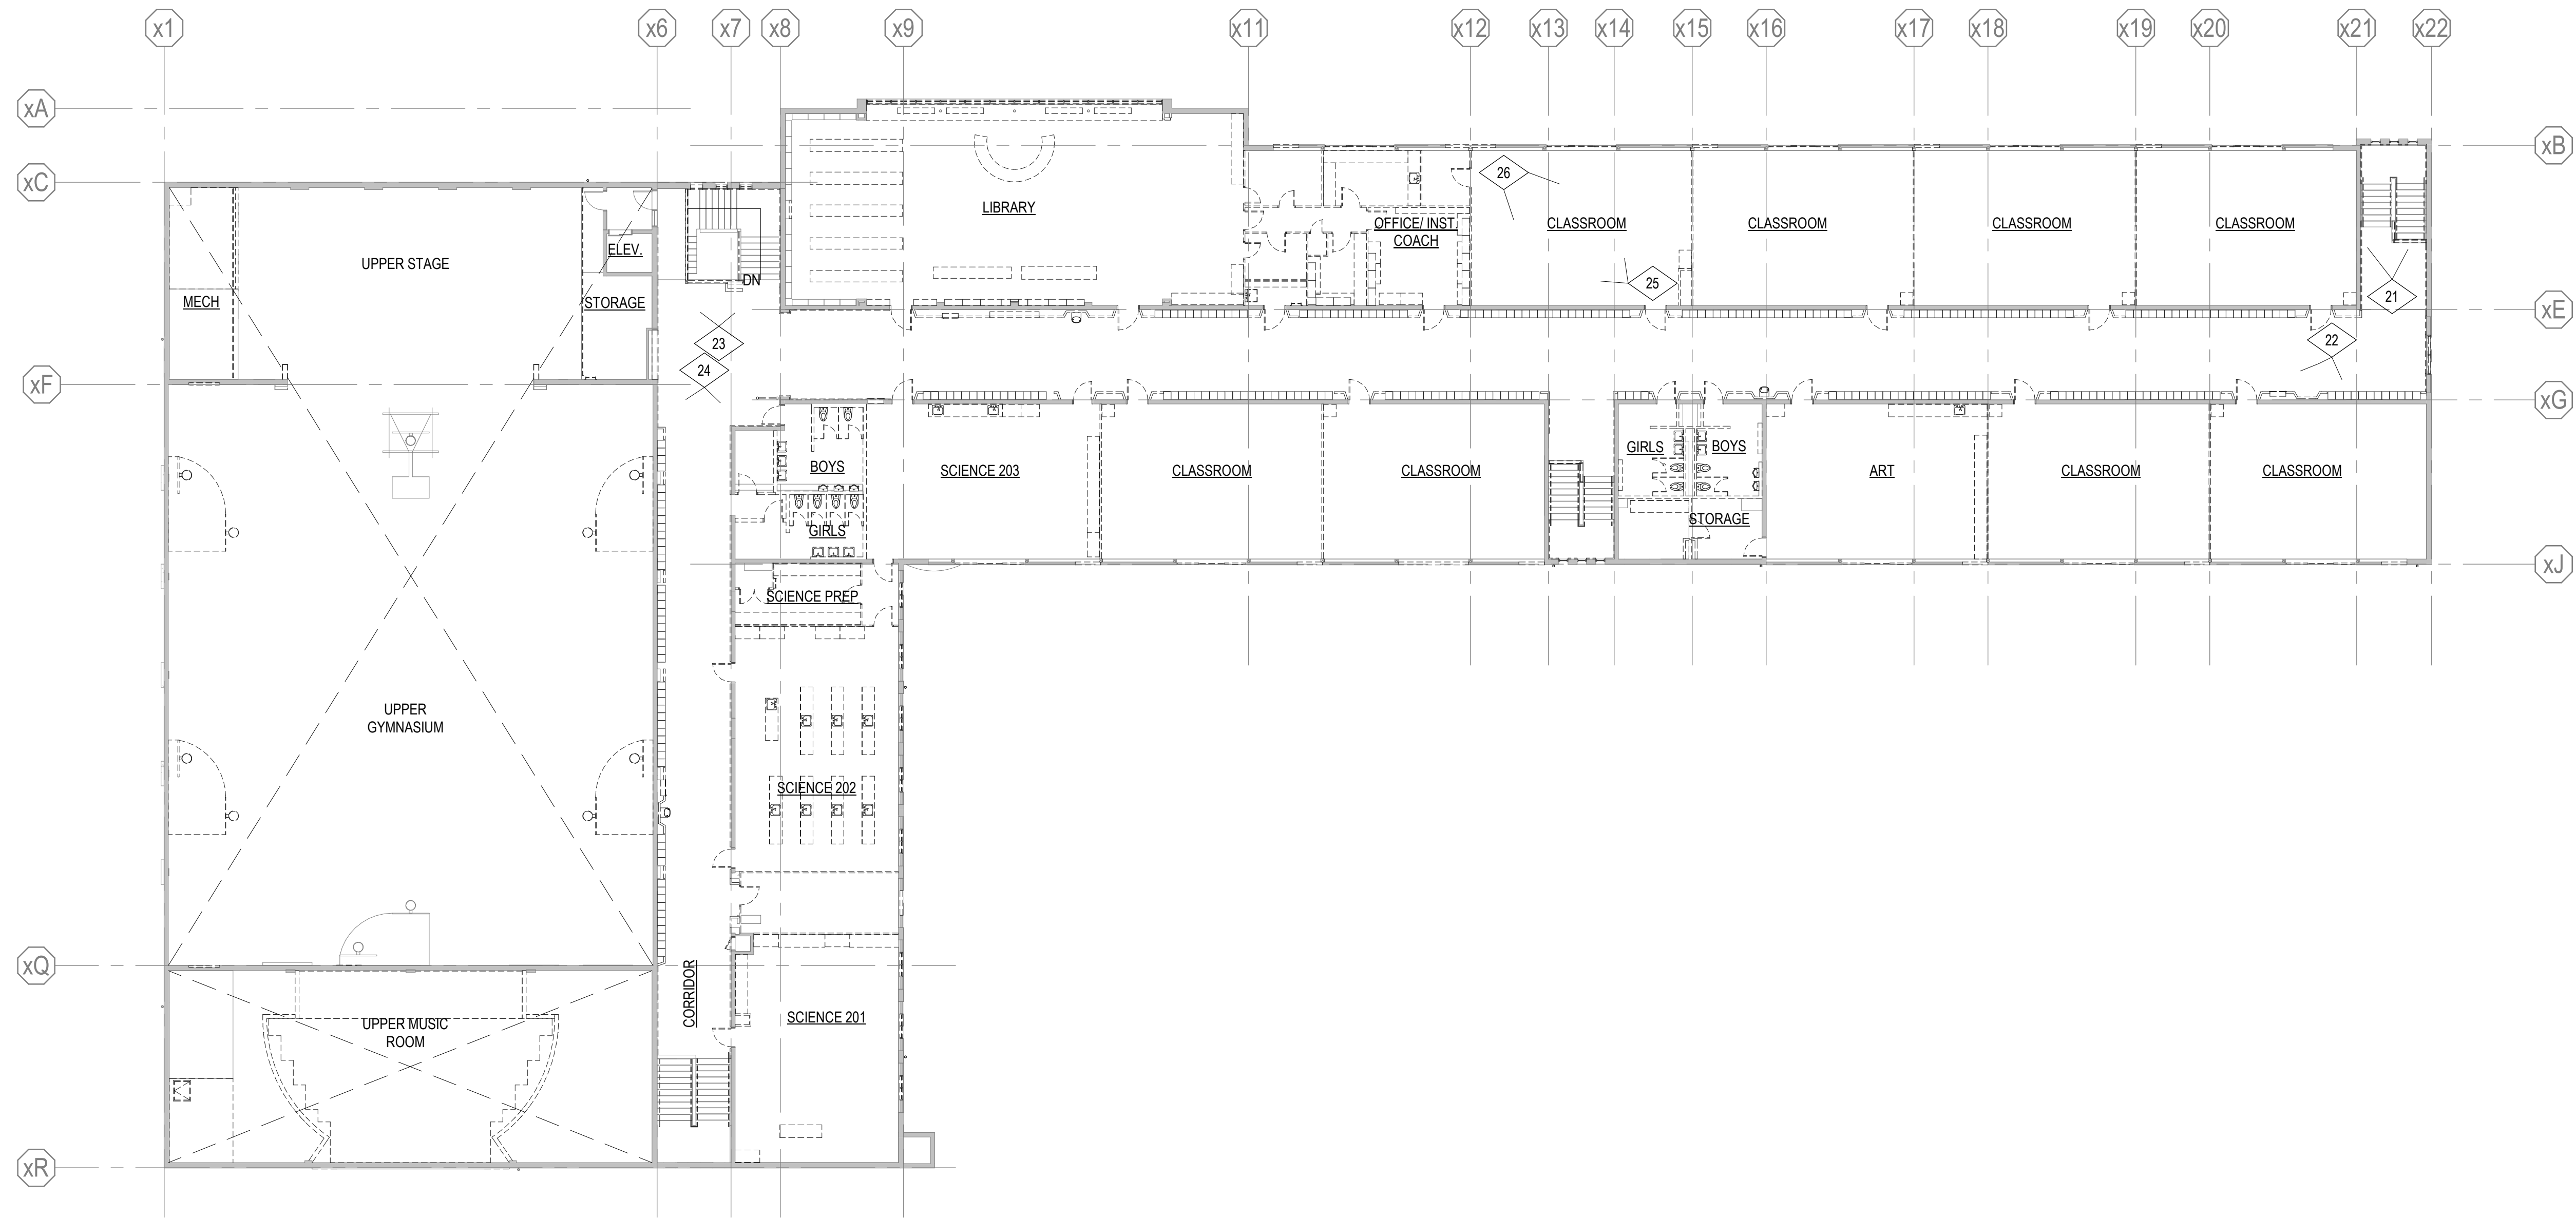 x1
x6
x7
x8
x9
x11
x12
x13
x14
x15
x16
x17
x18
x19
x20
x21
x22
xA
xB
xC
26
LIBRARY
OFFICE/ INST.
COACH
CLASSROOM
CLASSROOM
CLASSROOM
CLASSROOM
ELEV.
UPPER STAGE
DN
25
21
MECH
STORAGE
xE
23
22
24
xF
xG
GIRLS
BOYS
BOYS
SCIENCE 203
CLASSROOM
CLASSROOM
ART
CLASSROOM
CLASSROOM
STORAGE
GIRLS
xJ
SCIENCE PREP
UPPER
GYMNASIUM
SCIENCE 202
xQ
CORRIDOR
SCIENCE 201
UPPER MUSIC
ROOM
xR